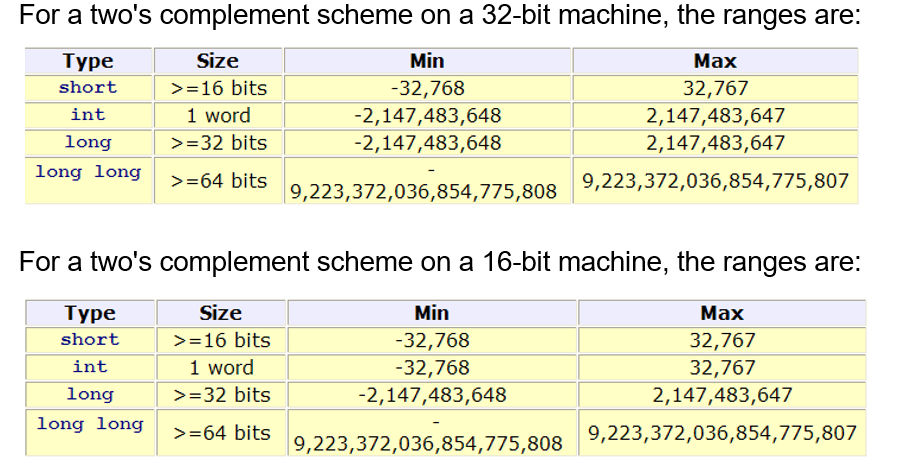 For a two's complement scheme on a 32-bit machine, the ranges are:
Type Size Min Max
short >=16 bits -32,768 32,767
int 1 word -2,147,483,648 2,147,483,647
long >=32 bits -2,147,483,648 2,147,483,647
long long >=64 bits -
9,223,372,036,854,775,808 9,223,372,036,854,775,807
For a two's complement scheme on a 16-bit machine, the ranges are:
Type Size Min Max
short >=16 bits -32,768 32,767
int 1 word -32,768 32,767
long >=32 bits -2,147,483,648 2,147,483,647
long long >=64 bits -
9,223,372,036,854,775,808 9,223,372,036,854,775,807